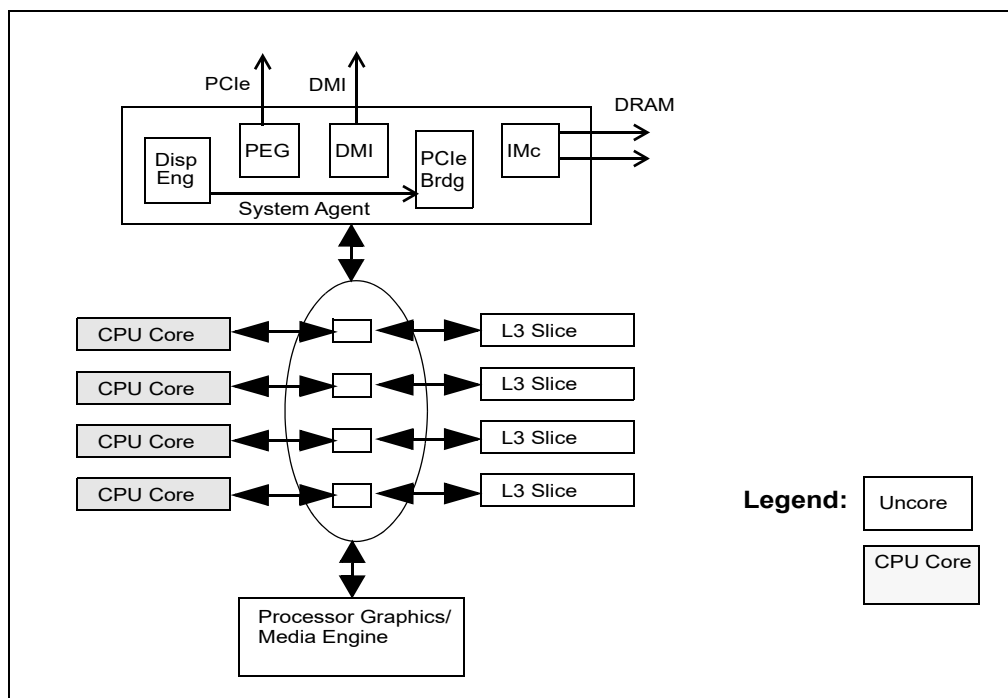 PCIe
DMI
DRAM
Disp
Eng
PEG
DMI
PCIe
Brdg
IMc
System Agent
CPU Core
L3 Slice
CPU Core
L3 Slice
CPU Core
L3 Slice
CPU Core
L3 Slice
Legend:
Uncore
CPU Core
Processor Graphics/
Media Engine